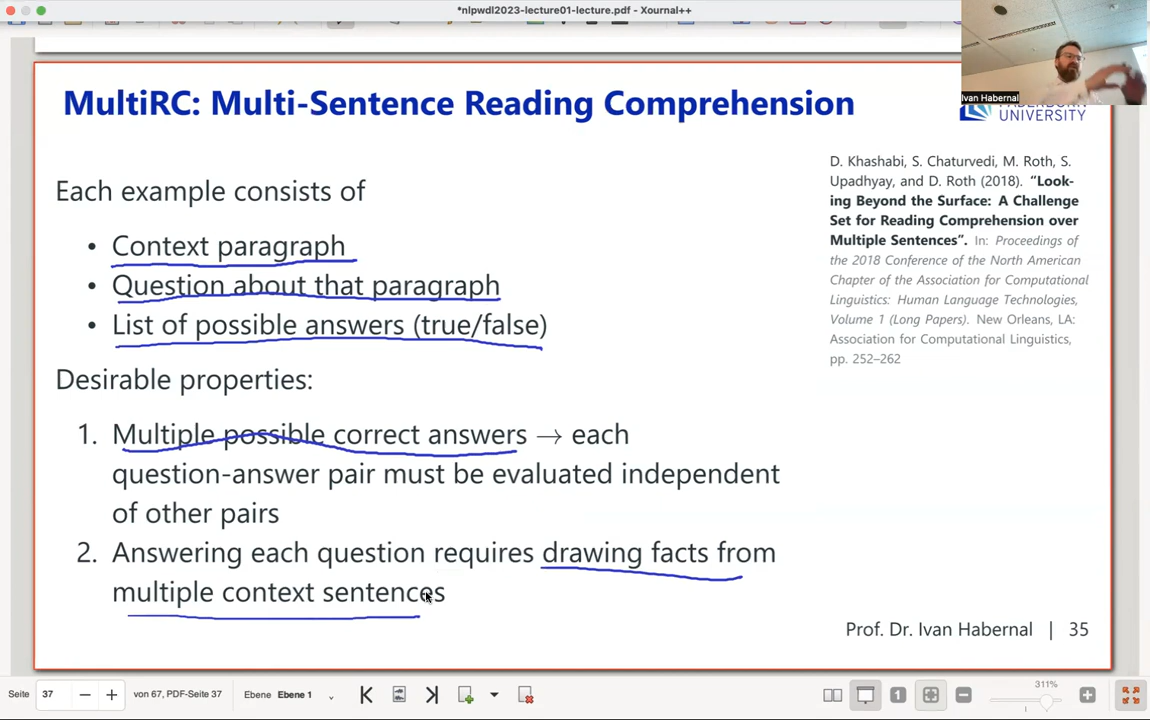 *nlpwdl2023-lecture01-lecture.pdf - Xournal++
Ivan Habernal
UNIVERSITY
MultiRC: Multi-Sentence Reading Comprehension
Each example consists of
• Context paragraph
• Question about that paragraph
• List of possible answers (true/false)
Desirable properties:
1. Multiple possible correct answers → each
question-answer pair must be evaluated independent
of other pairs
2. Answering each question requires drawing facts from
multiple context sentences
D. Khashabi, S. Chaturvedi, M. Roth, S.
Upadhyay, and D. Roth (2018). “Look-
ing Beyond the Surface: A Challenge
Set for Reading Comprehension over
Multiple Sentences”. In: Proceedings of
the 2018 Conference of the North American
Chapter of the Association for Computational
Linguistics: Human Language Technologies,
Volume 1 (Long Papers). New Orleans, LA:
Association for Computational Linguistics,
pp. 252–262
Prof. Dr. Ivan Habernal | 35
Seite 37 von 67, PDF-Seite 37 Ebene Ebene 1 1 311%